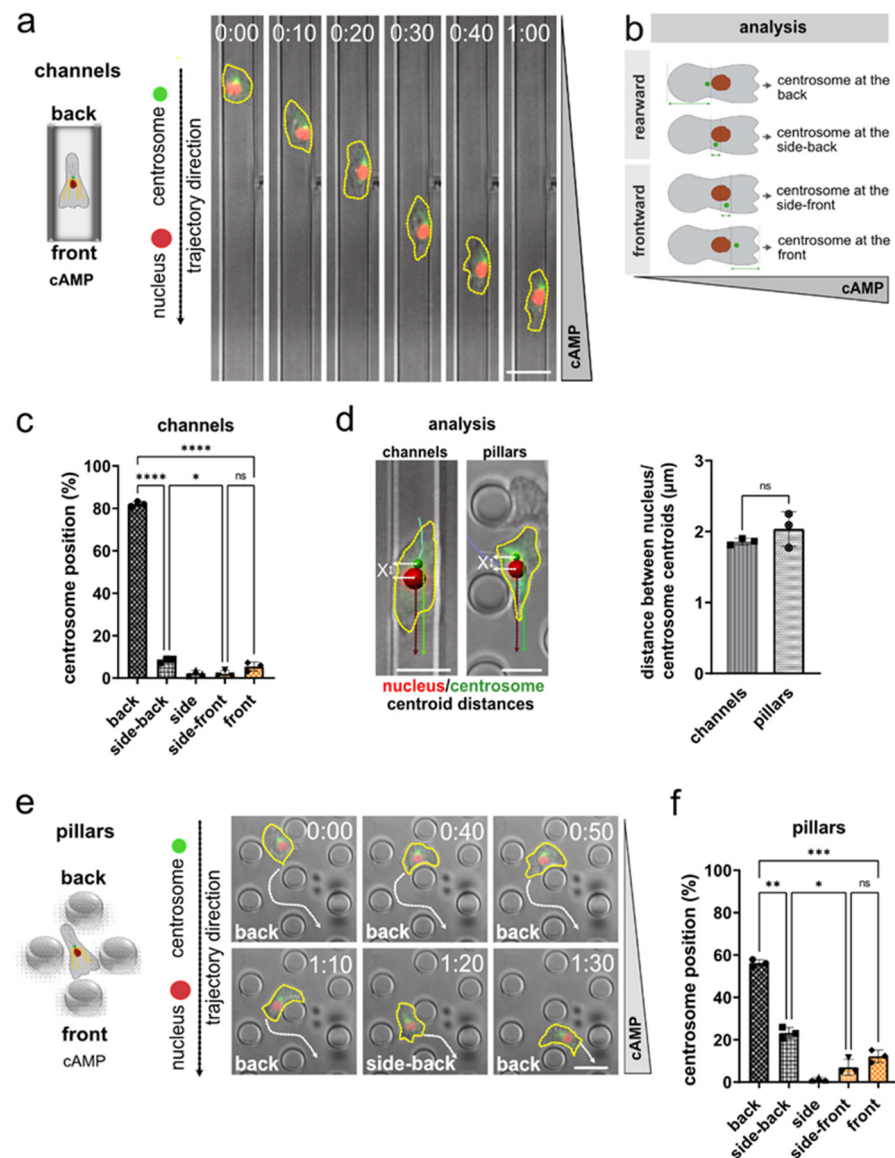 a
channels
back
front
cAMP
nucleus
centrosome
trajectory direction
0:00
0:10
0:20
0:30
0:40
1:00
cAMP
b
analysis
rearward
centrosome at the
back
centrosome at the
side-back
frontward
centrosome at the
side-front
centrosome at the
front
cAMP
c
channels
centrosome position (%)
100
80
60
40
20
0
****
****
*
ns
back
side-back
side
side-front
front
d
analysis
channels
pillars
X
X
nucleus/centrosome
centroid distances
distance between nucleus/
centrosome centroids (μm)
3
2
1
0
ns
channels
pillars
e
pillars
back
front
cAMP
nucleus
centrosome
trajectory direction
0:00
back
0:40
back
0:50
back
1:10
back
1:20
side-back
1:30
back
cAMP
f
pillars
centrosome position (%)
100
80
60
40
20
0
***
**
*
ns
back
side-back
side
side-front
front